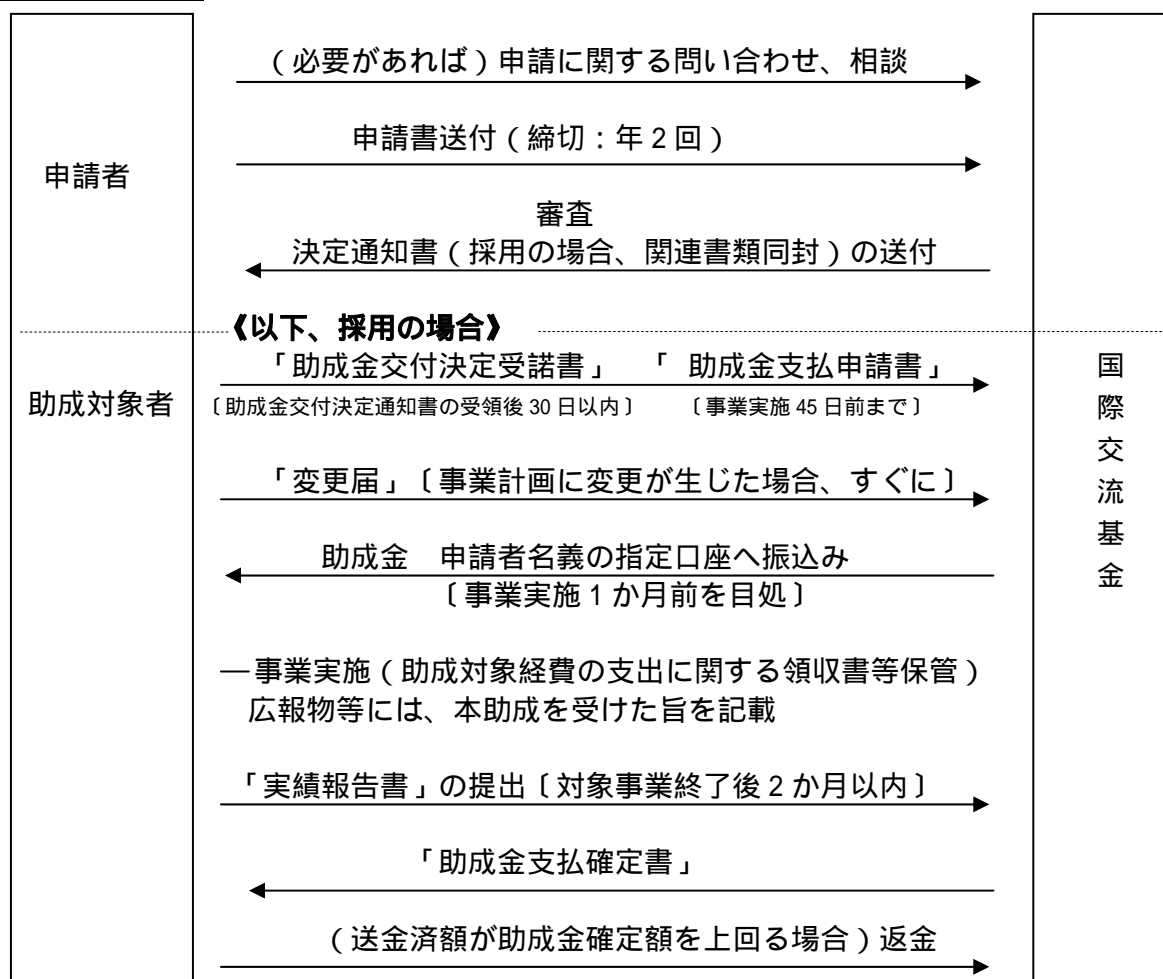 (必要があれば)申請に関する問い合わせ、相談
申請書送付(締切:年2回)
申請者
審査
決定通知書(採用の場合、関連書類同封)の送付
《以下、採用の場合》
「助成金交付決定受諾書」 「 助成金支払申請書」
助成対象者
〔助成金交付決定通知書の受領後30日以内〕 〔事業実施45日前まで〕
「変更届」〔事業計画に変更が生じた場合、すぐに〕
助成金 申請者名義の指定口座へ振込み
〔事業実施1か月前を目処〕
―事業実施(助成対象経費の支出に関する領収書等保管)
広報物等には、本助成を受けた旨を記載
「実績報告書」の提出〔対象事業終了後2か月以内〕
「助成金支払確定書」
(送金済額が助成金確定額を上回る場合)返金
国際交流基金